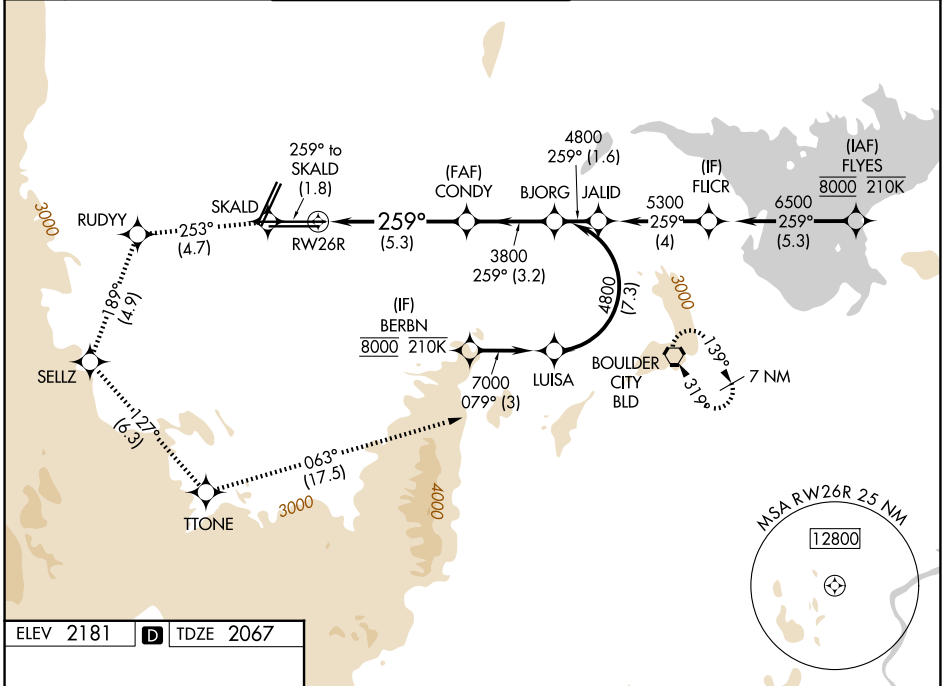 259° to
SKALD
(1.8)
4800
259° (1.6)
(FAF)
CONDY
BJORG
JALID
(IF)
FLICR
(IAF)
FLYES
8000 210K
3000
RUDYY
SKALD
RW26R
253°
(4.7)
259°
(5.3)
3800
259° (3.2)
5300
259°
(4)
6500
259°
(5.3)
189°
(4.9)
4800
(7.3)
3000
(IF)
BERBN
8000 210K
7000
079° (3)
LUISA
BOULDER
CITY
BLD
139°
319°
7 NM
SELLZ
127°
(6.3)
063°
(17.5)
TTONE
3000
4000
MSA RW26R 25 NM
12800
ELEV 2181 D TDZE 2067